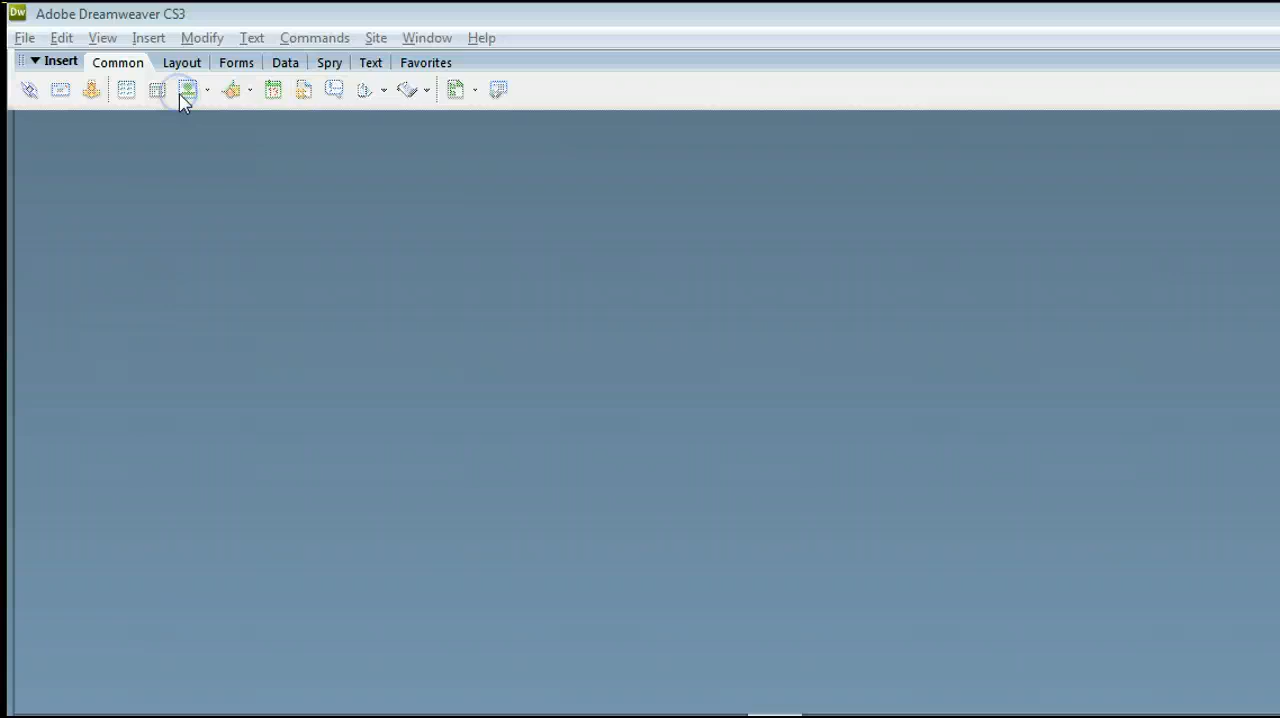 Dw Adobe Dreamweaver CS3
File Edit View Insert Modify Text Commands Site Window Help
Insert Common Layout Forms Data Spry Text Favorites